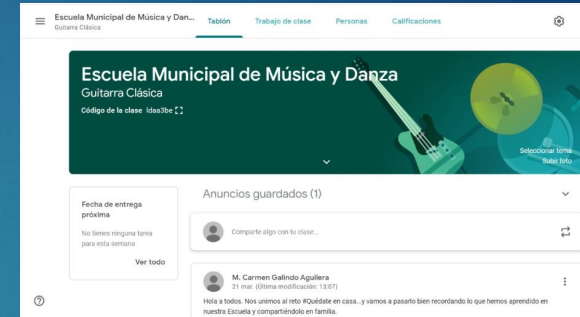 Escuela Municipal de Música y Dan...
Guitarra Clásica
Tablón
Trabajo de clase
Personas
Calificaciones
Escuela Municipal de Música y Danza
Guitarra Clásica
Código de la clase ldaa3be
Seleccionar tema
Subir foto
Fecha de entrega
próxima
No tienes ninguna tarea
para esta semana
Ver todo
Anuncios guardados (1)
Comparte algo con tu clase...
M. Carmen Galindo Aguilera
21 mar. (Última modificación: 13:07)
Hola a todos. Nos unimos al reto #Quédate en casa...y vamos a pasarlo bien recordando lo que hemos aprendido en
nuestra Escuela y compartiéndolo en familia.